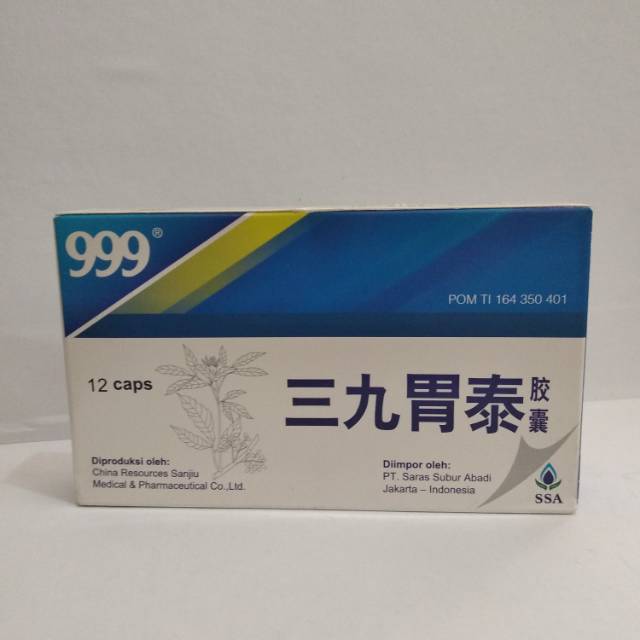 999®
POM TI 164 350 401
12 caps
三九胃泰胶囊
Diproduksi oleh:
China Resources Sanjiu
Medical & Pharmaceutical Co.,Ltd.
Diimpor oleh:
PT. Saras Subur Abadi
Jakarta – Indonesia
SSA